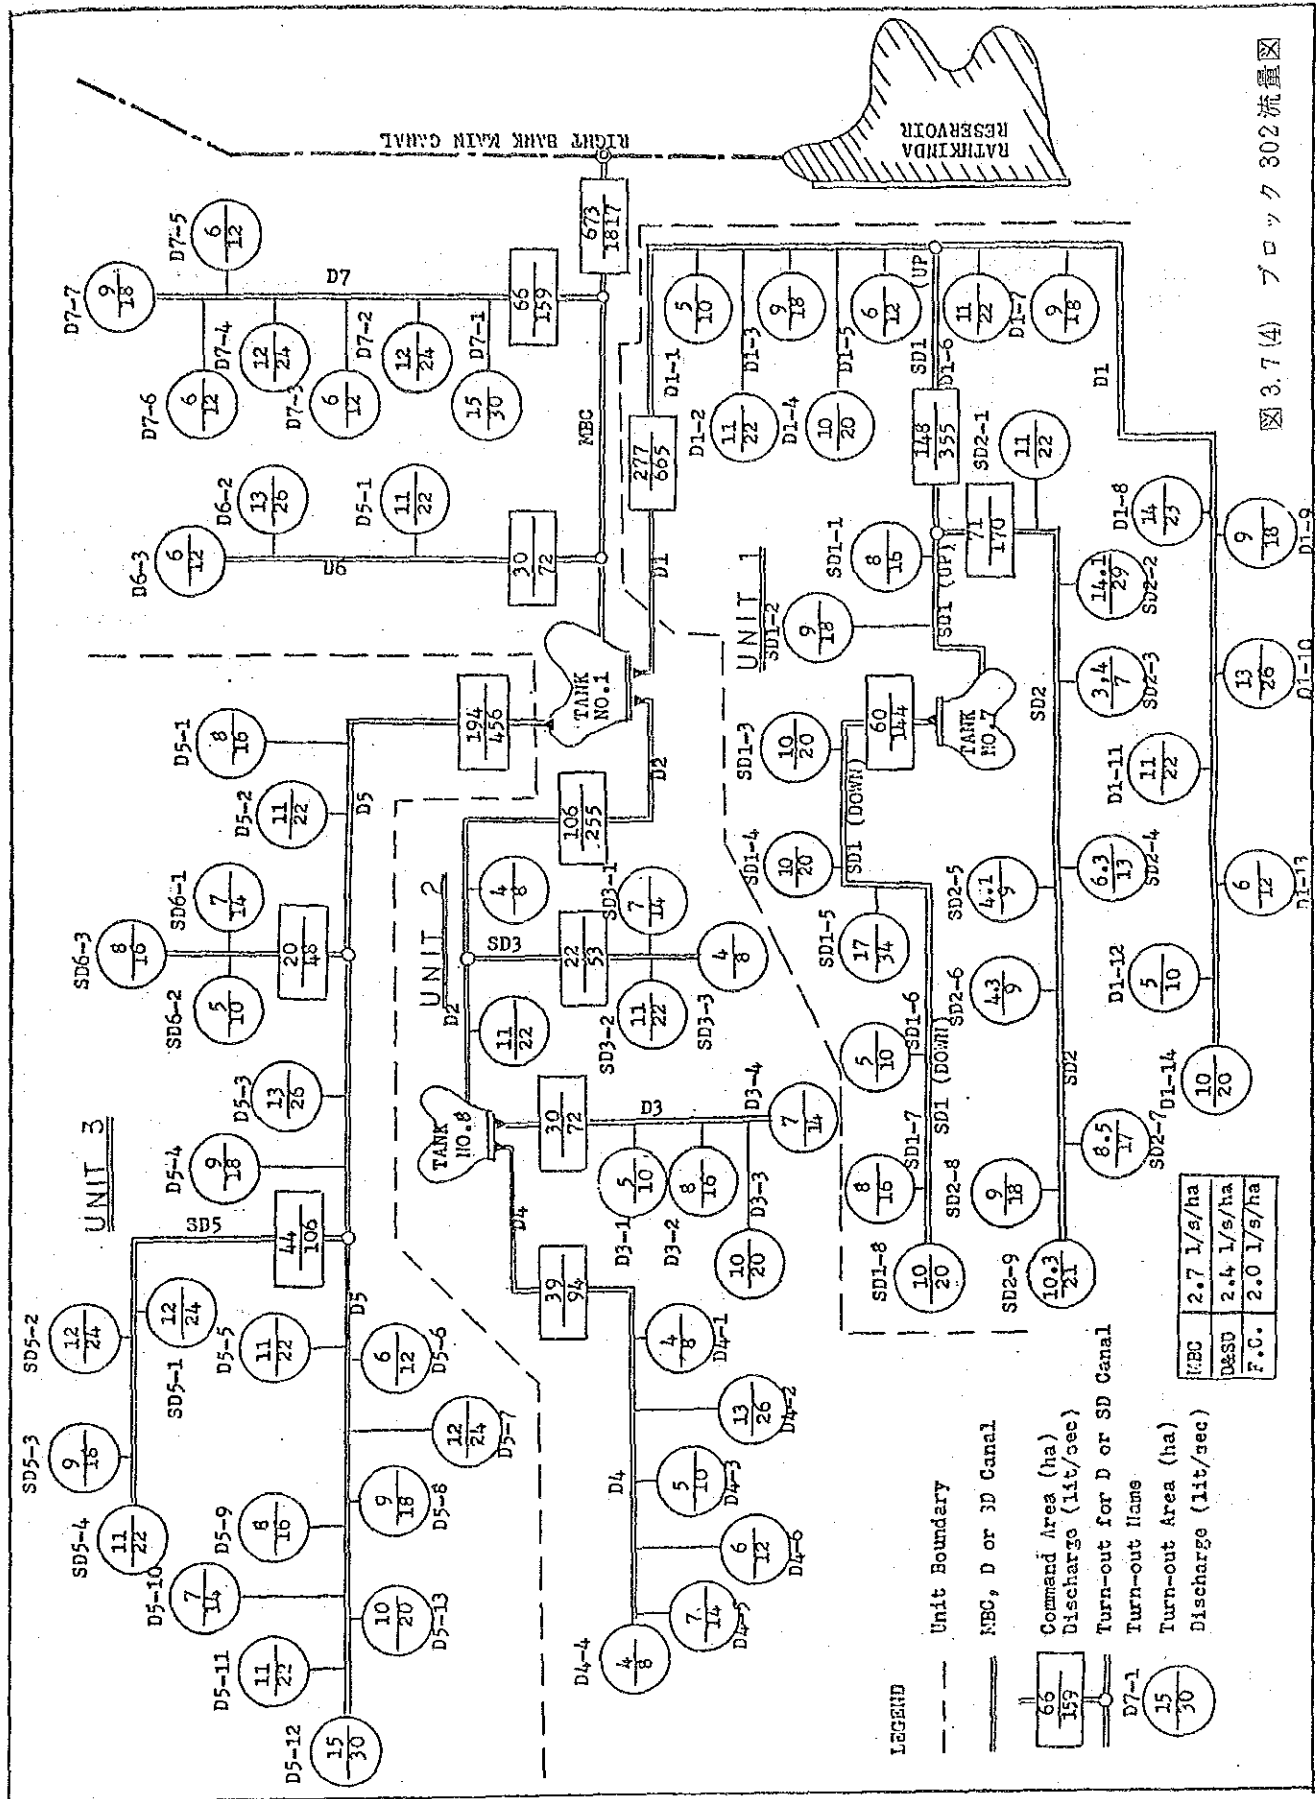 RIGHT BANK MAIN CANAL
RATHKINDA
RESERVOIR
673
1817
D7-7
9
18
D7-5
6
12
D7
D7-6
6
12
D7-4
12
24
D7-3
6
12
D7-2
12
24
D7-1
15
30
66
159
MBC
D6-3
6
12
D6-2
13
26
D5-1
11
22
D6
30
72
TANK
NO.1
UNIT 3
194
456
D5-1
8
16
D5-2
11
22
D5
SD6-3
8
16
SD6-1
7
14
SD6-2
5
10
20
48
D5-3
13
26
D5-4
9
18
SD5
44
106
SD5-2
12
24
SD5-1
12
24
SD5-3
9
18
SD5-4
11
22
D5
D5-5
11
22
D5-6
6
12
D5-7
12
24
D5-8
9
18
D5-9
8
16
D5-10
7
14
D5-13
10
20
D5-11
11
22
D5-12
15
30
UNIT 2
D2
106
255
4
8
SD3
22
53
SD3-1
7
14
SD3-2
11
22
SD3-3
4
8
D2
11
22
TANK
NO.8
30
72
D3
D3-1
5
10
D3-2
8
16
D3-3
10
20
D3-4
7
14
D4
39
94
D4-1
4
8
D4-2
13
26
D4-3
5
10
D4
D4-6
6
12
D4-5
7
14
D4-4
4
8
UNIT 1
D1
277
665
D1-1
5
10
D1-2
11
22
D1-3
9
18
D1-4
10
20
D1-5
6
12
SD1 (UP)
D1-6
11
22
D1-7
9
18
D1
148
355
SD2-1
11
22
71
170
SD1-1
8
16
SD1 (UP)
SD1-2
9
18
TANK
NO.7
60
144
SD1-3
10
20
SD1 (DOWN)
SD1-4
10
20
SD1-5
17
34
SD1-6
5
10
SD1 (DOWN)
SD1-7
8
16
SD1-8
10
20
SD2
14.1
29
SD2-2
3,4
7
SD2-3
6.3
13
SD2-4
SD2-5
4.1
9
SD2-6
4.3
9
SD2
8.5
17
SD2-7
SD2-8
9
18
SD2-9
10.3
21
D1-8
14
23
D1-9
9
18
D1-10
13
26
D1-11
11
22
D1-13
6
12
D1-12
5
10
D1-14
10
20
LEGEND
Unit Boundary
MBC, D or SD Canal
66
159
Command Area (ha)
Discharge (lit/sec)
Turn-out for D or SD Canal
D7-1
15
30
Turn-out Name
Turn-out Area (ha)
Discharge (lit/sec)
MBC 2.7 l/s/ha
D&SD 2.4 l/s/ha
F.C. 2.0 l/s/ha
図 3.7 (4) ブロック 302 流量図